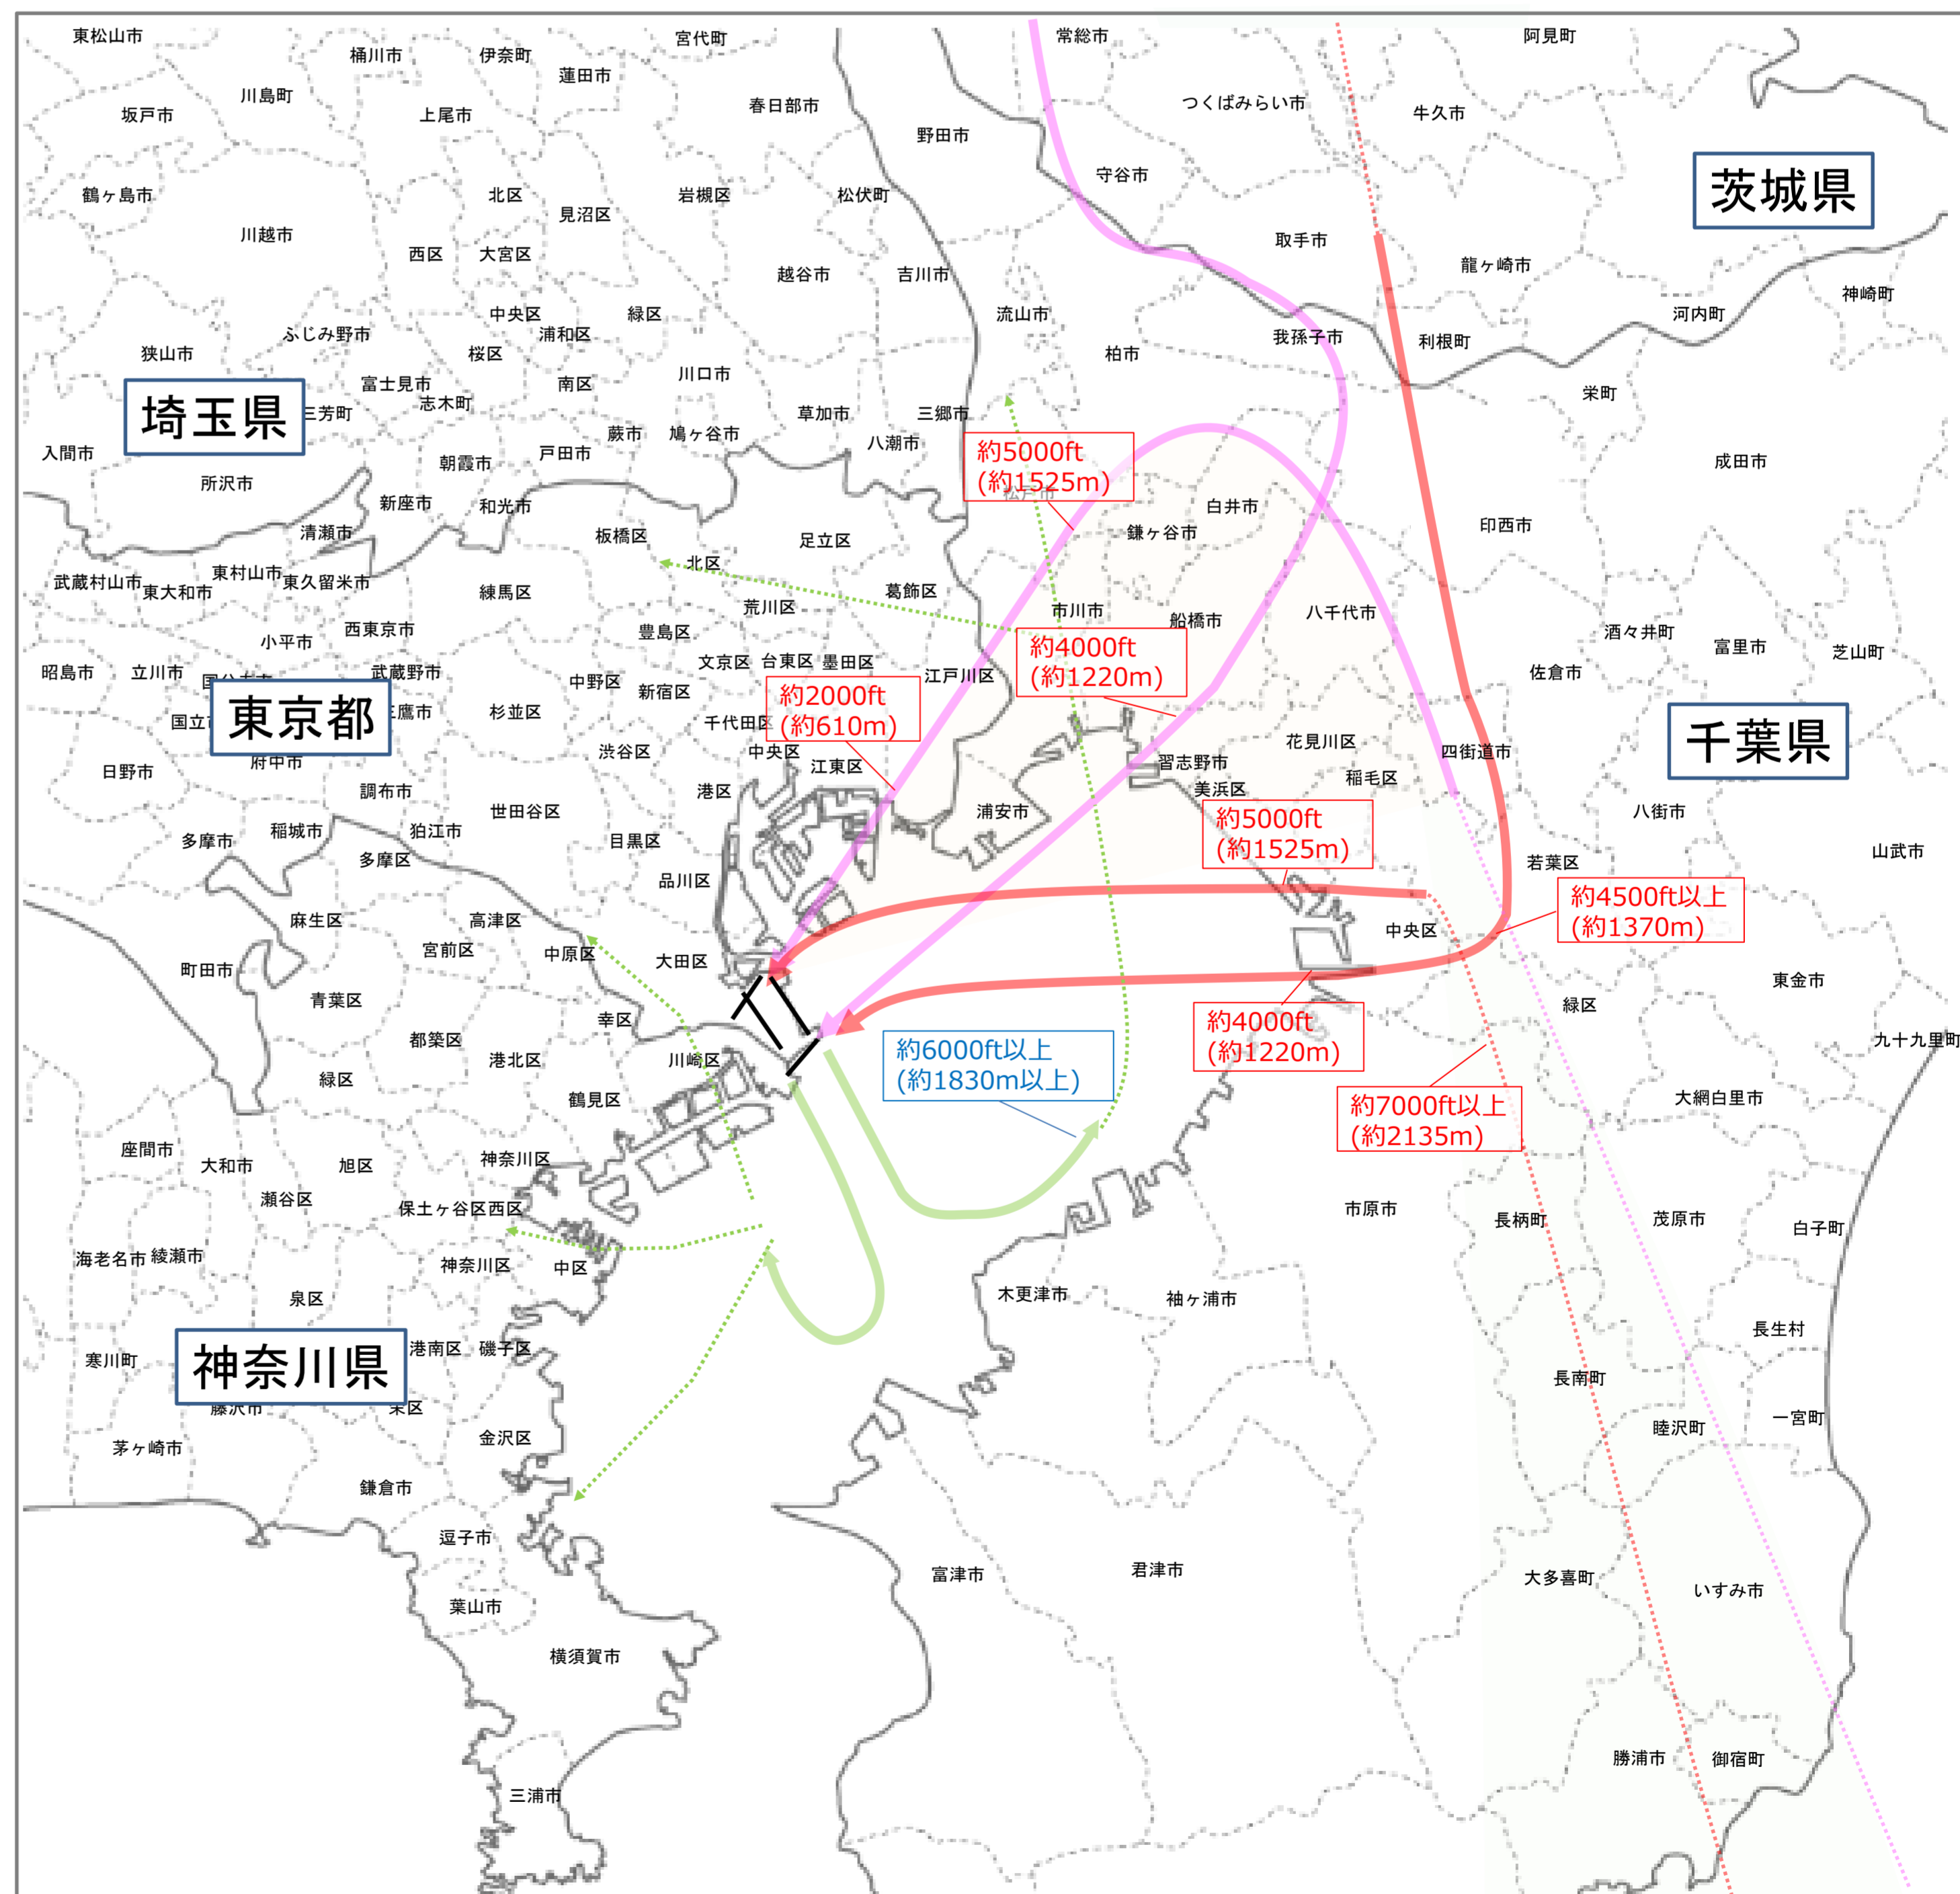 東松山市
桶川市
伊奈町
宮代町
常総市
阿見町
蓮田市
川島町
坂戸市
上尾市
春日部市
野田市
つくばみらい市
牛久市
茨城県
鶴ヶ島市
北区
見沼区
岩槻区
松伏町
守谷市
川越市
西区
大宮区
越谷市
吉川市
取手市
龍ヶ崎市
神崎町
中央区
浦和区
緑区
流山市
河内町
ふじみ野市
桜区
我孫子市
利根町
狭山市
柏市
富士見市
志木町
南区
川口市
栄町
埼玉県
三芳町
草加市
三郷市
入間市
朝霞市
戸田市
蕨市
鳩ヶ谷市
八潮市
約5000ft
(約1525m)
松戸市
成田市
所沢市
新座市
和光市
白井市
印西市
清瀬市
板橋区
北区
足立区
鎌ヶ谷市
武蔵村山市
東大和市
東村山市
東久留米市
練馬区
荒川区
葛飾区
市川市
船橋市
八千代市
小平市
西東京市
豊島区
酒々井町
富里市
芝山町
約4000ft
(約1220m)
昭島市
立川市
武蔵野市
中野区
新宿区
文京区
台東区
墨田区
江戸川区
佐倉市
約2000ft
(約610m)
東京都
杉並区
千代田区
渋谷区
中央区
江東区
習志野市
花見川区
四街道市
千葉県
日野市
府中市
調布市
港区
美浜区
稲毛区
世田谷区
浦安市
八街市
約5000ft
(約1525m)
多摩市
稲城市
狛江市
目黒区
多摩区
品川区
若葉区
山武市
約4500ft以上
(約1370m)
麻生区
高津区
宮前区
中原区
大田区
中央区
町田市
青葉区
東金市
都築区
幸区
緑区
九十九里町
約4000ft
(約1220m)
約6000ft以上
(約1830m以上)
緑区
港北区
川崎区
鶴見区
大網白里市
約7000ft以上
(約2135m)
座間市
大和市
旭区
神奈川区
瀬谷区
保土ヶ谷区
西区
市原市
長柄町
茂原市
白子町
海老名市
綾瀬市
神奈川区
中区
泉区
木更津市
袖ヶ浦市
長生村
寒川町
神奈川県
港南区
磯子区
長南町
藤沢市
栄区
金沢区
睦沢町
一宮町
茅ヶ崎市
鎌倉市
逗子市
富津市
君津市
大多喜町
いすみ市
葉山市
横須賀市
勝浦市
御宿町
三浦市